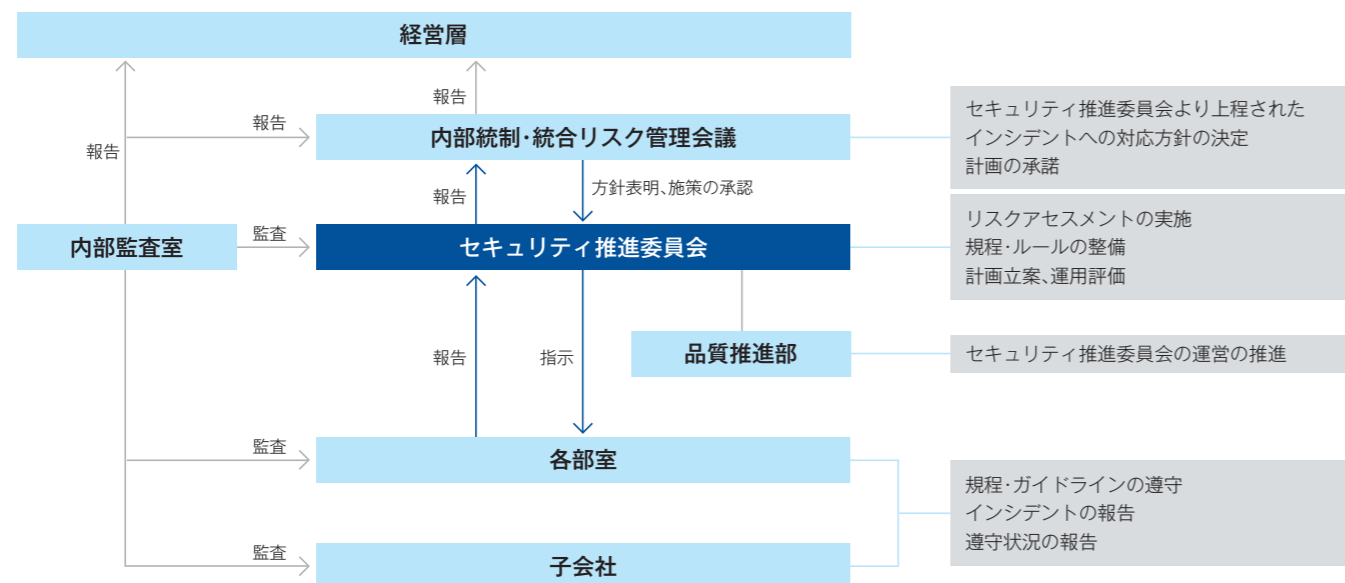 経営層
報告
報告
報告
内部統制・統合リスク管理会議
セキュリティ推進委員会より上程された
インシデントへの対応方針の決定
計画の承諾
報告
方針表明、施策の承認
内部監査室
監査
セキュリティ推進委員会
リスクアセスメントの実施
規程・ルールの整備
計画立案、運用評価
報告
指示
品質推進部
セキュリティ推進委員会の運営の推進
監査
各部室
規程・ガイドラインの遵守
インシデントの報告
遵守状況の報告
監査
子会社